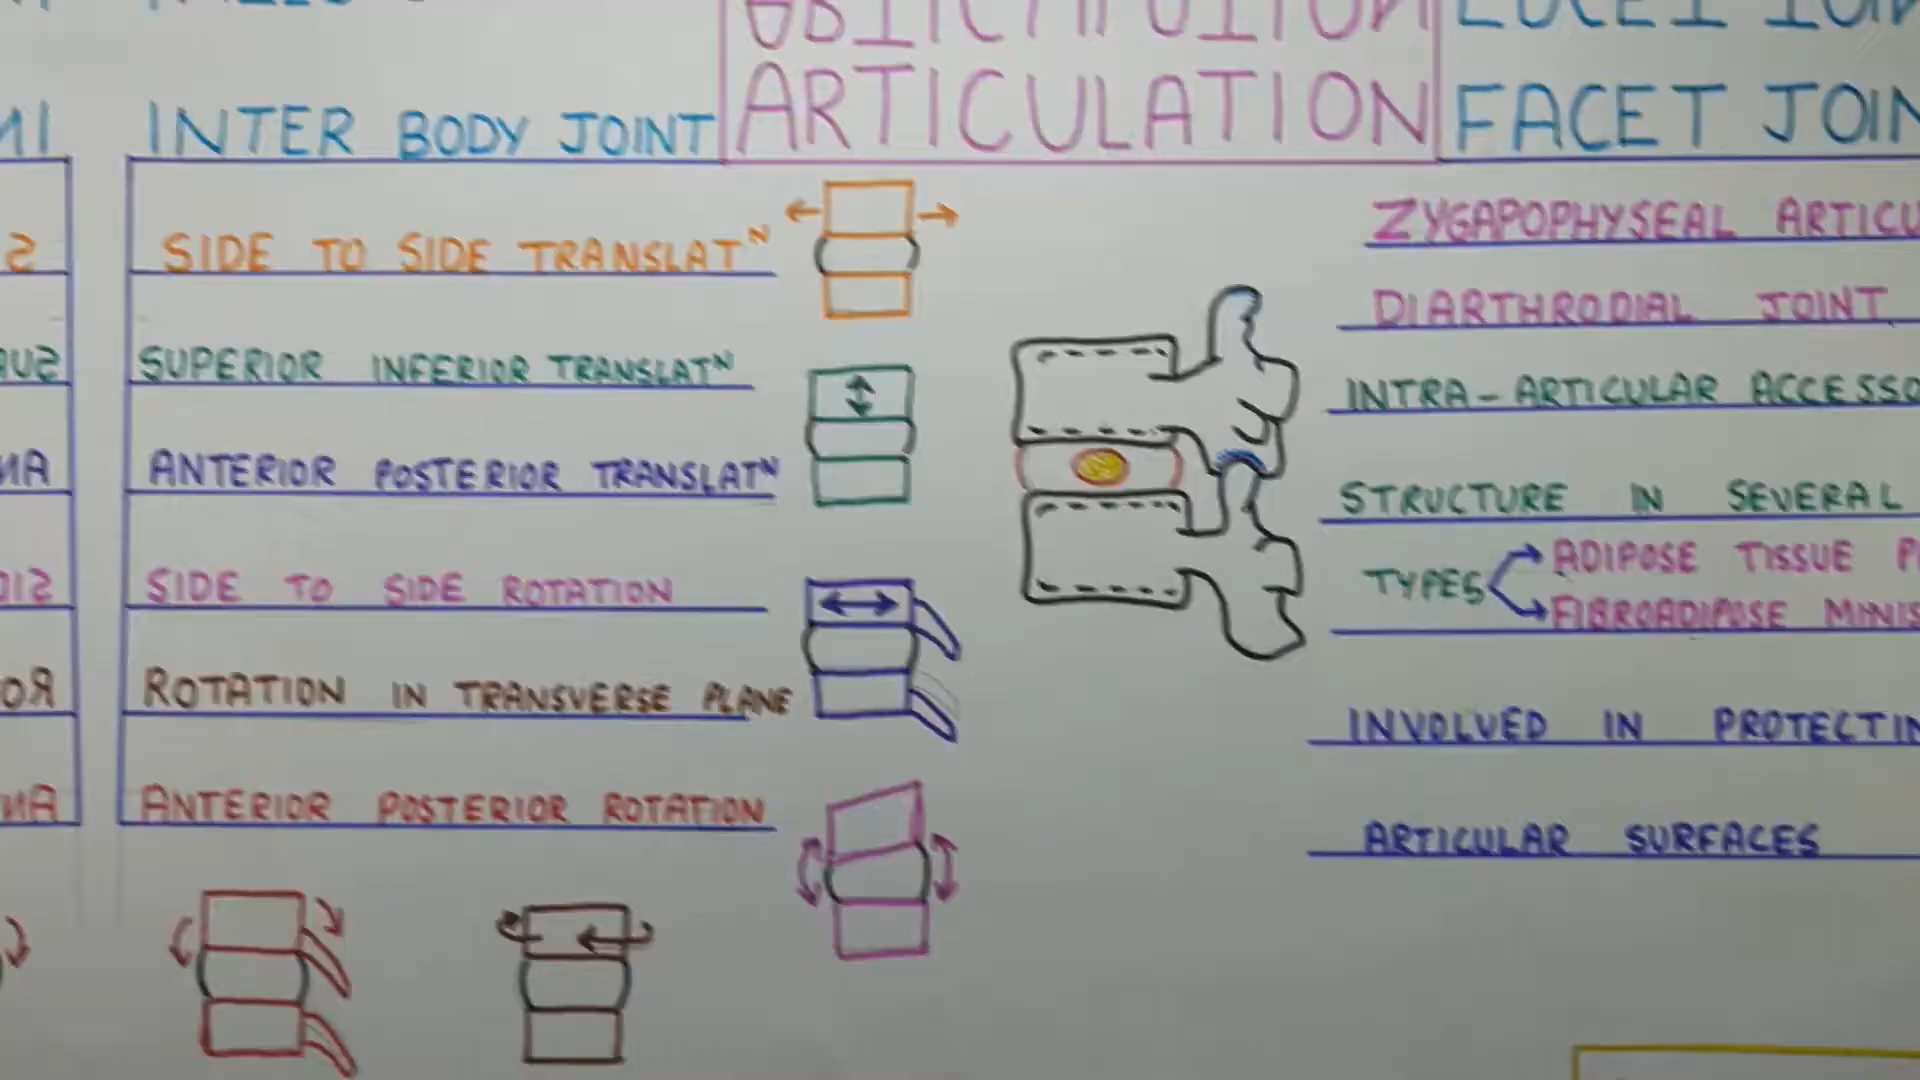 ARTICULATION
INTER BODY JOINT
SIDE TO SIDE TRANSLATᴺ
SUPERIOR INFERIOR TRANSLATᴺ
ANTERIOR POSTERIOR TRANSLATᴺ
SIDE TO SIDE ROTATION
ROTATION IN TRANSVERSE PLANE
ANTERIOR POSTERIOR ROTATION
FACET JOIN
ZYGAPOPHYSEAL ARTICU
DIARTHRODIAL JOINT
INTRA-ARTICULAR ACCESSO
STRUCTURE IN SEVERAL
TYPES
ADIPOSE TISSUE P
FIBROADIPOSE MINIS
INVOLVED IN PROTECTIN
ARTICULAR SURFACES